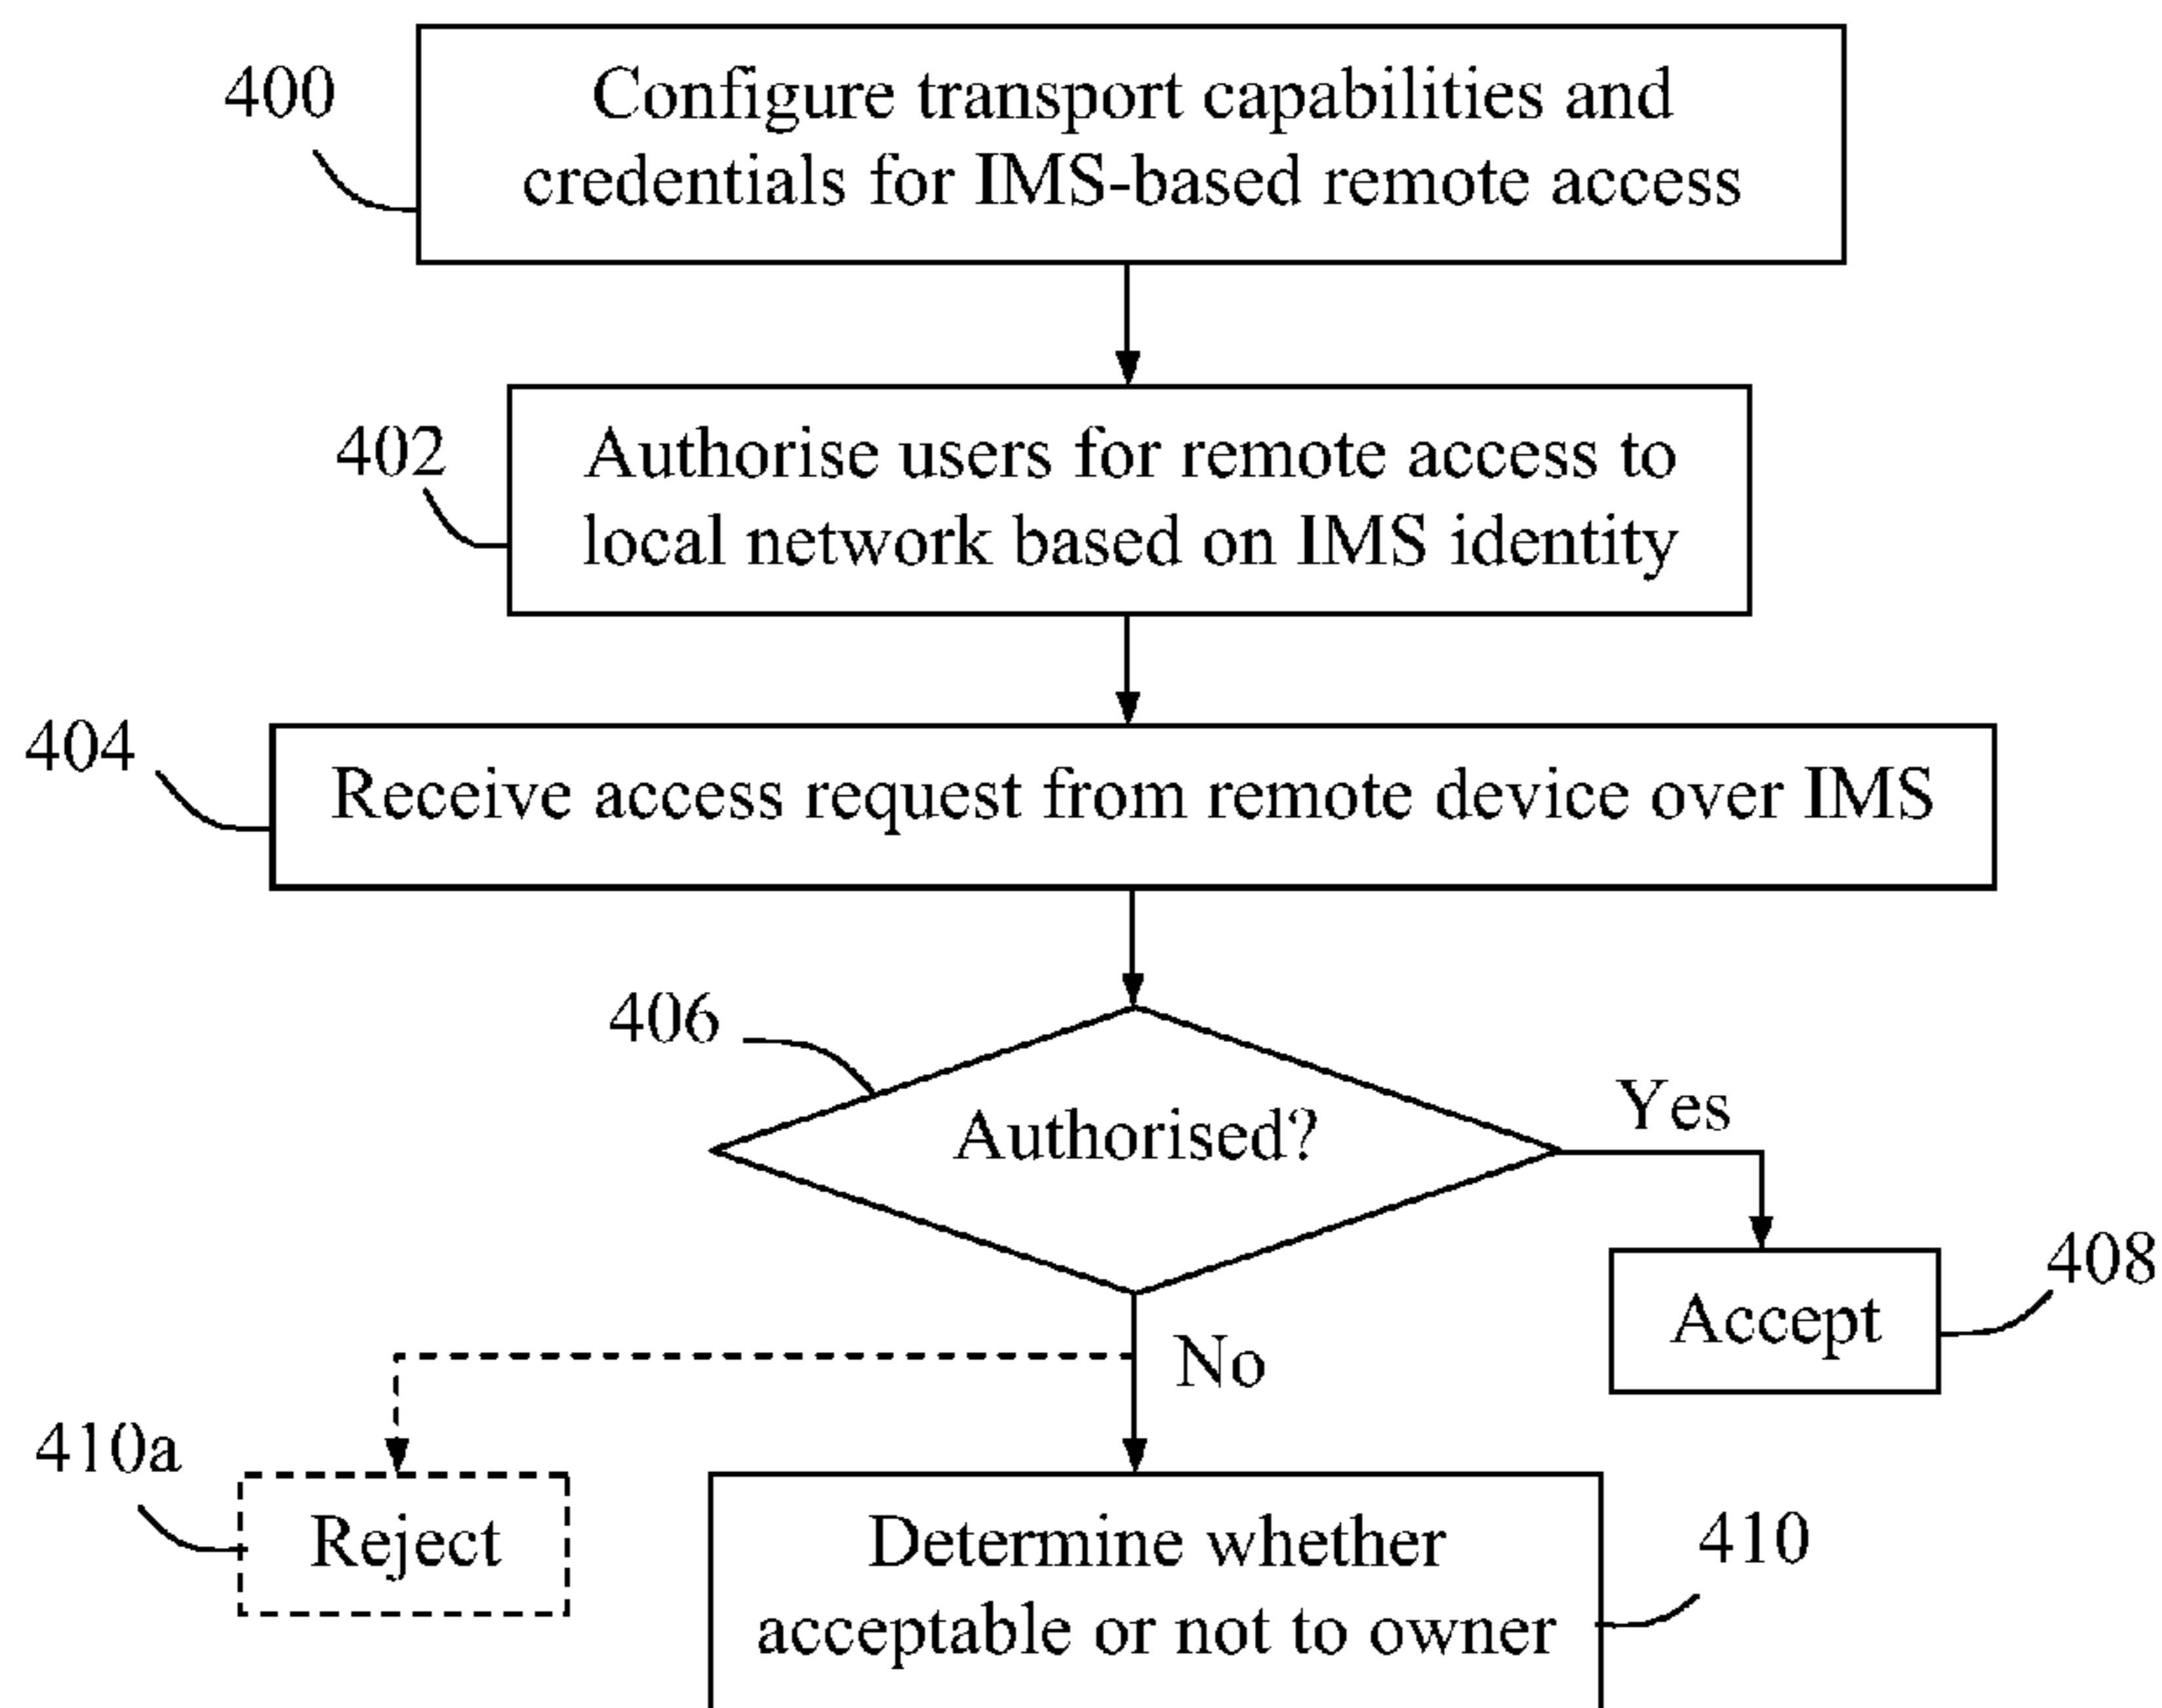 400
Configure transport capabilities and
credentials for IMS-based remote access
402
Authorise users for remote access to
local network based on IMS identity
404
Receive access request from remote device over IMS
406
Authorised?
Yes
408
Accept
No
410a
Reject
410
Determine whether
acceptable or not to owner